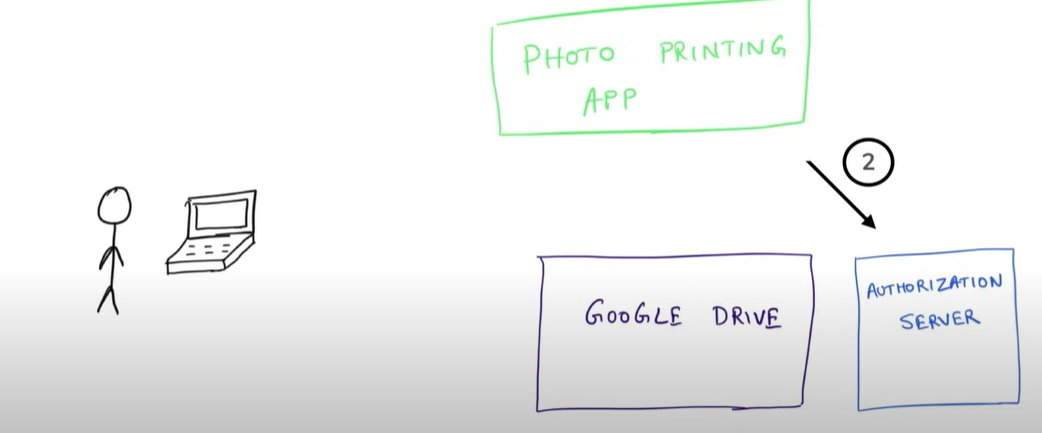 PHOTO PRINTING
APP
2
GOOGLE DRIVE
AUTHORIZATION
SERVER